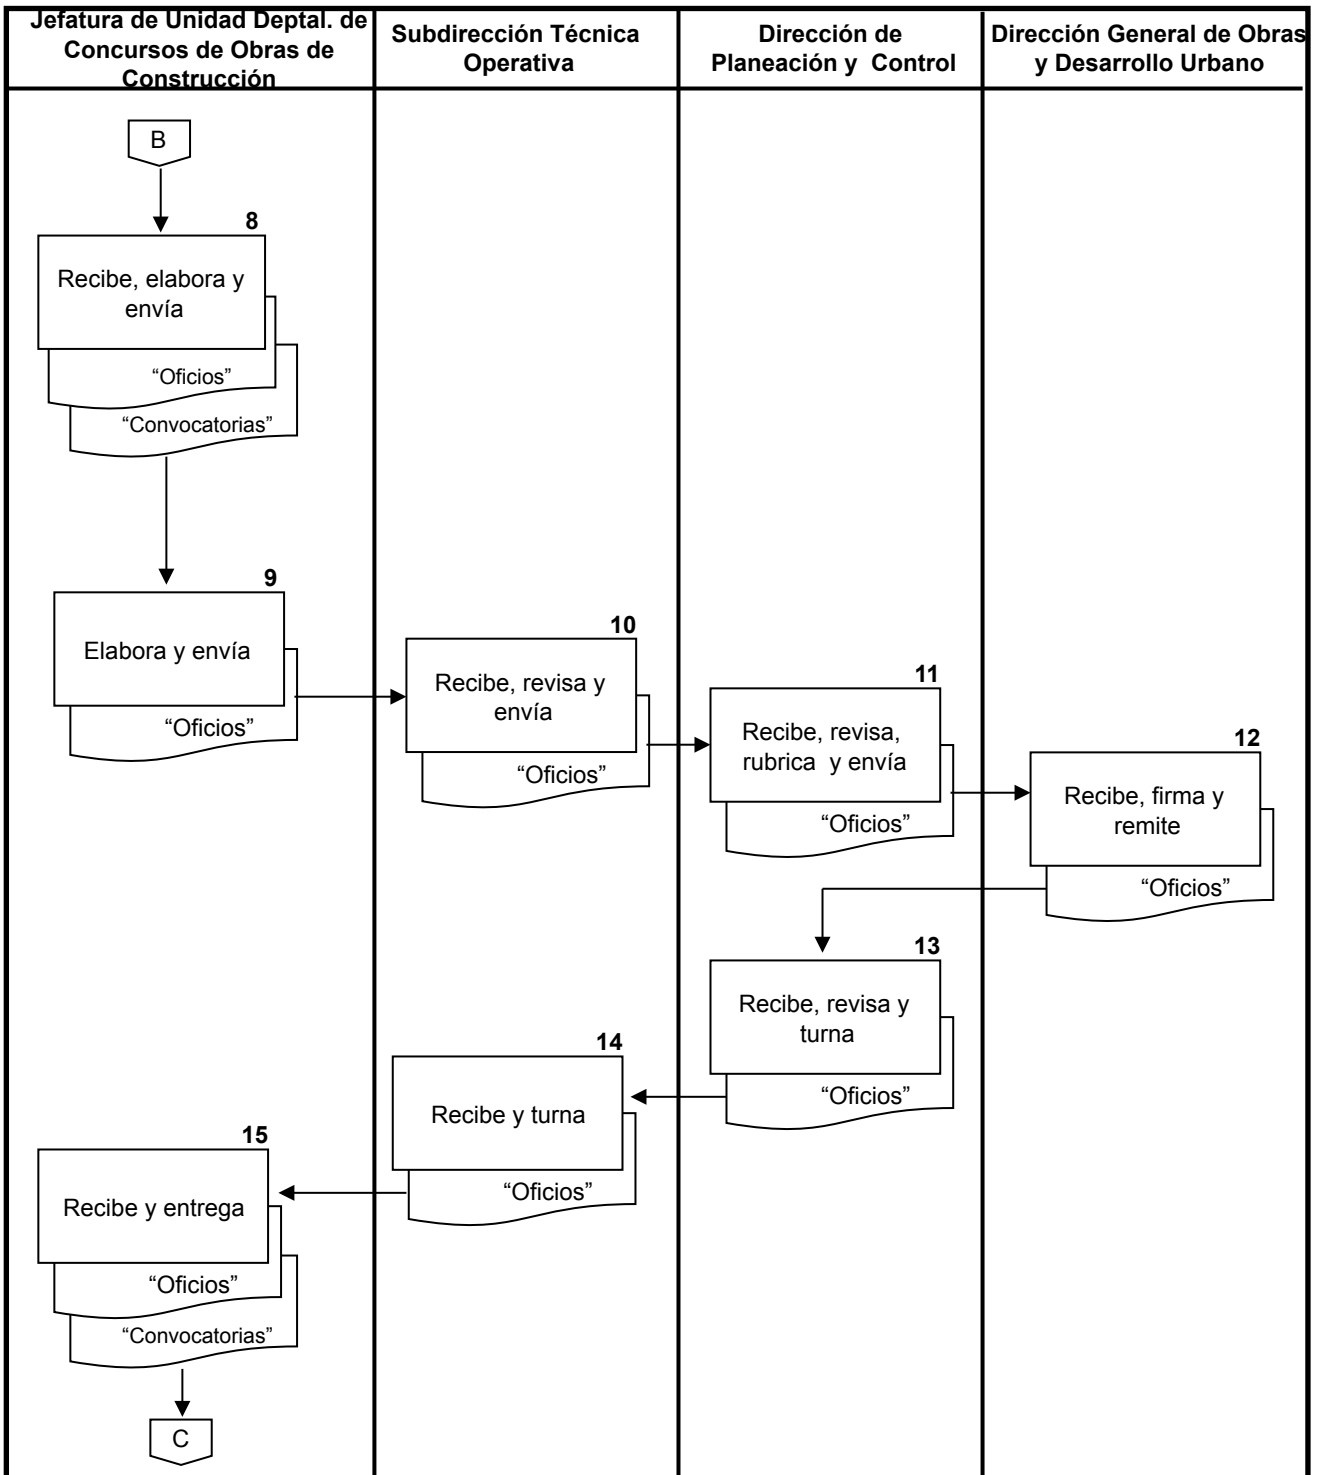 Jefatura de Unidad Deptal. de
Concursos de Obras de
Construcción
Subdirección Técnica
Operativa
Dirección de
Planeación y Control
Dirección General de Obras
y Desarrollo Urbano
B
8
Recibe, elabora y
envía
“Oficios”
“Convocatorias”
9
Elabora y envía
“Oficios”
10
Recibe, revisa y
envía
“Oficios”
11
Recibe, revisa,
rubrica y envía
“Oficios”
12
Recibe, firma y
remite
“Oficios”
13
Recibe, revisa y
turna
“Oficios”
14
Recibe y turna
“Oficios”
15
Recibe y entrega
“Oficios”
“Convocatorias”
C